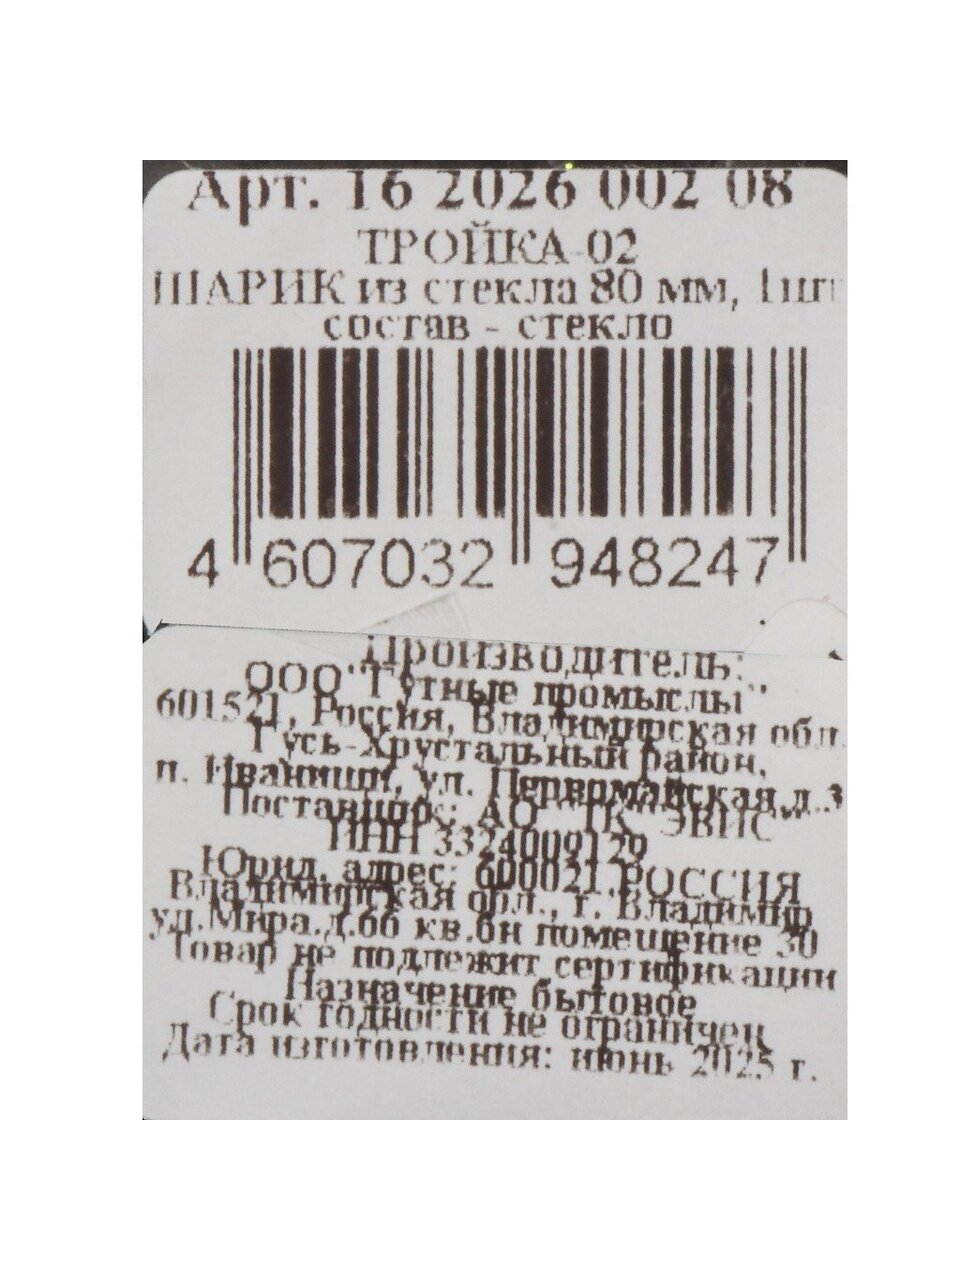 Арт. 16 2026 002 08
ТРОЙКА-02
ШАРИК из стекла 80 мм, 1шт
состав - стекло
4 607032 948247
Производитель:
ООО"Гутные промыслы"
601521, Россия, Владимирская обл.
Гусь-Хрустальный район,
п. Иванищи, ул. Первомайская,д.3
Поставщик: АО "ТК "ЭВИС"
ИНН 3324009129
Юрид. адрес: 600021,РОССИЯ
Владимирская обл., г. Владимир
ул.Мира.д.6б кв.6н помещение 30
Товар не подлежит сертификации
Назначение бытовое
Срок годности не ограничен
Дата изготовления: июнь 2025 г.